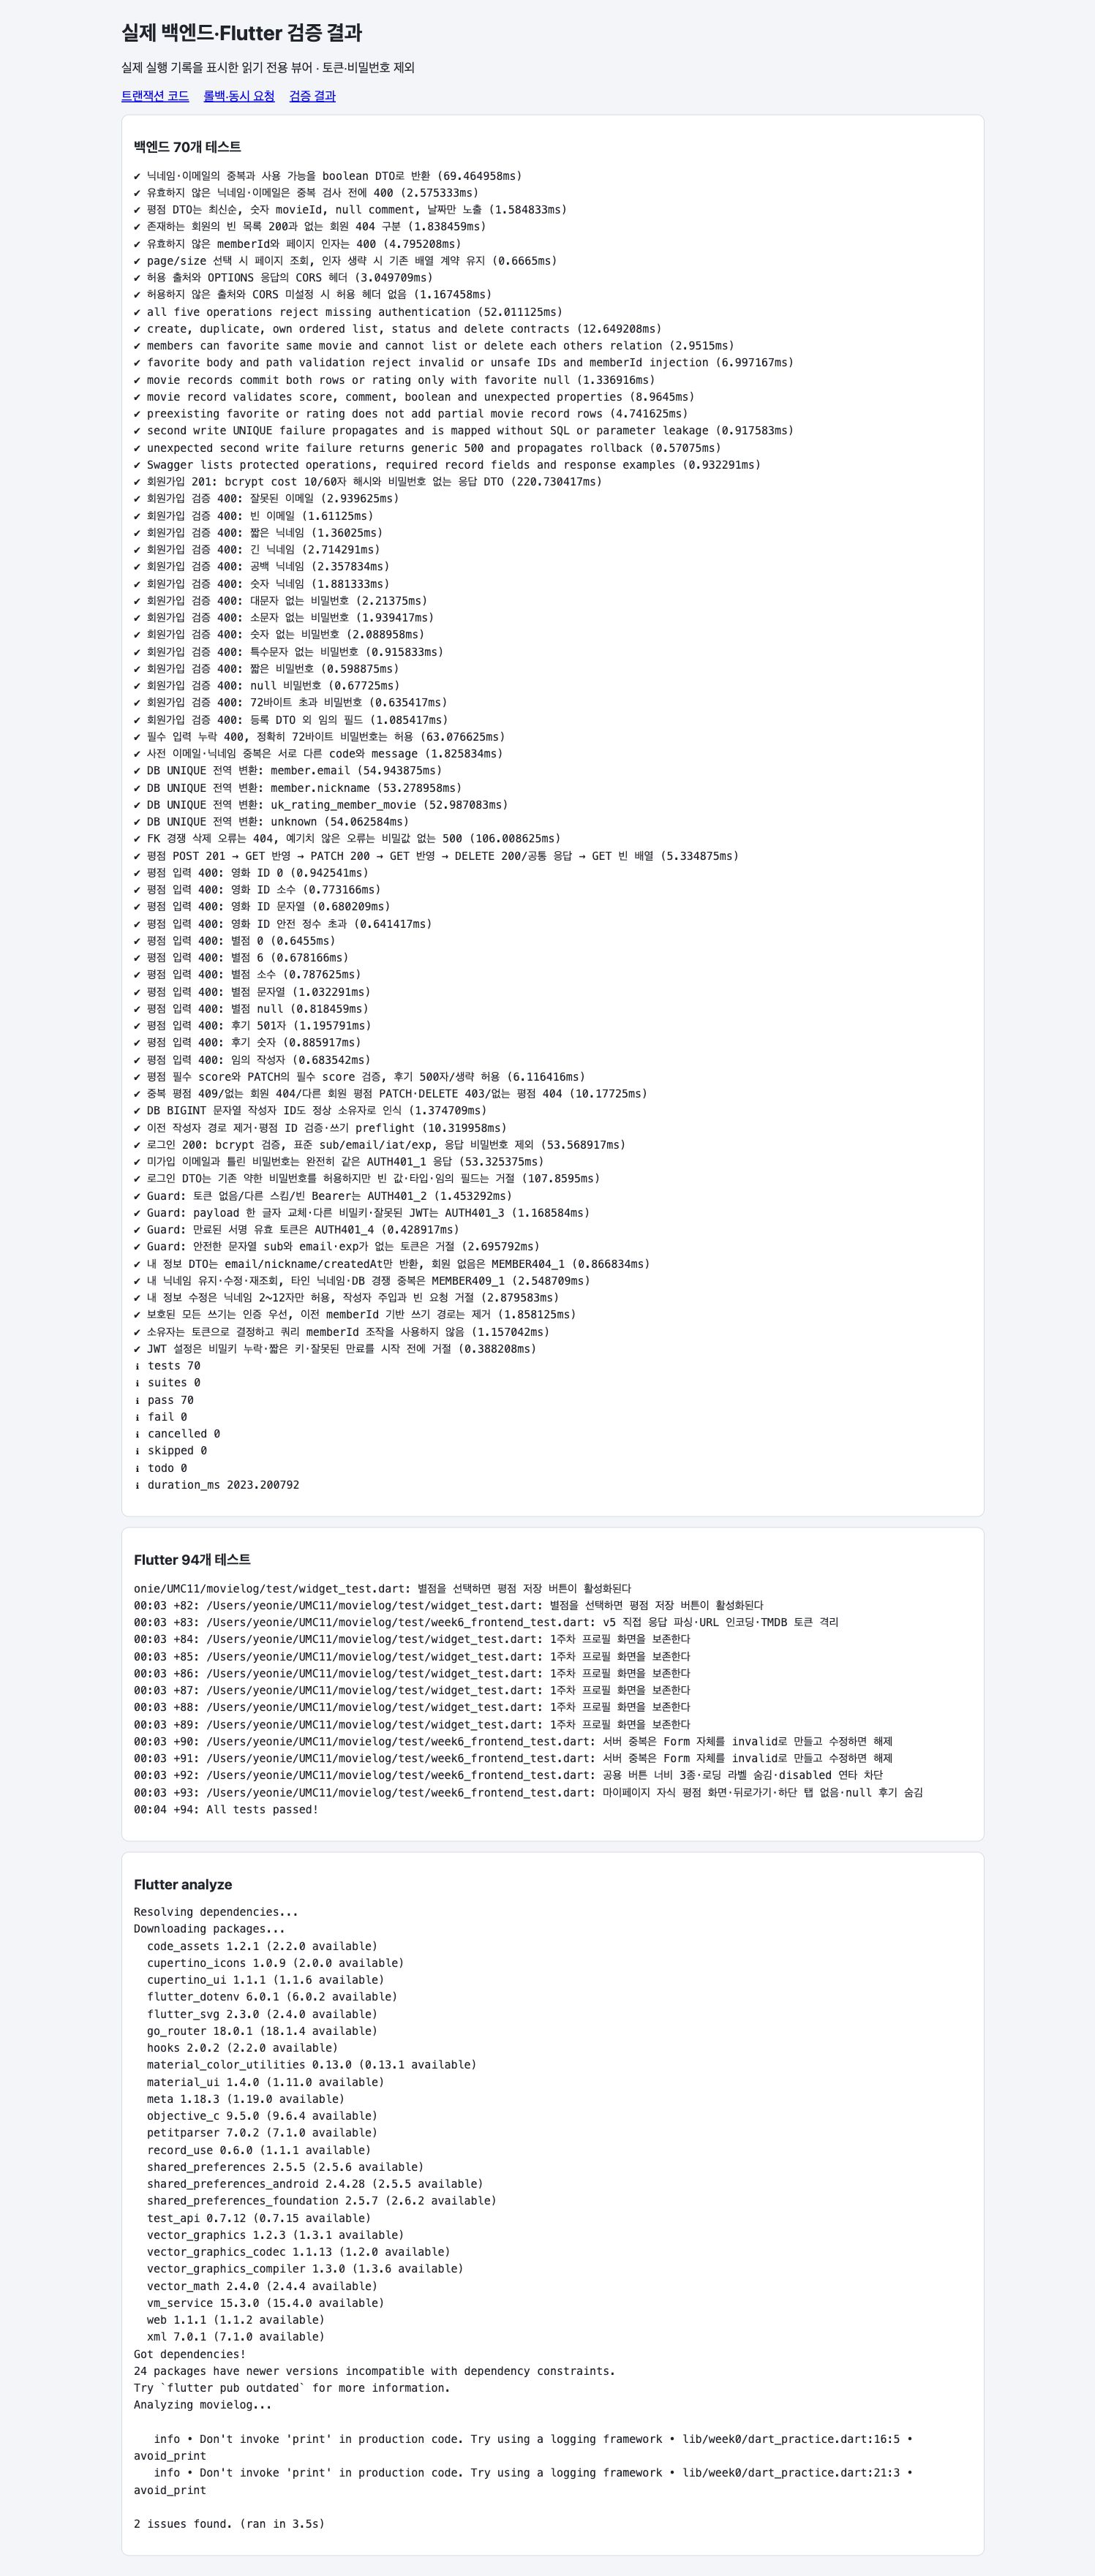 실제 백엔드·Flutter 검증 결과
실제 실행 기록을 표시한 읽기 전용 뷰어 · 토큰·비밀번호 제외
트랜잭션 코드 롤백·동시 요청 검증 결과
백엔드 70개 테스트
✔ 닉네임·이메일의 중복과 사용 가능을 boolean DTO로 반환 (69.464958ms)
✔ 유효하지 않은 닉네임·이메일은 중복 검사 전에 400 (2.575333ms)
✔ 평점 DTO는 최신순, 숫자 movieId, null comment, 날짜만 노출 (1.584833ms)
✔ 존재하는 회원의 빈 목록 200과 없는 회원 404 구분 (1.838459ms)
✔ 유효하지 않은 memberId와 페이지 인자는 400 (4.795208ms)
✔ page/size 선택 시 페이지 조회, 인자 생략 시 기존 배열 계약 유지 (0.6665ms)
✔ 허용 출처와 OPTIONS 응답의 CORS 헤더 (3.049709ms)
✔ 허용하지 않은 출처와 CORS 미설정 시 허용 헤더 없음 (1.167458ms)
✔ all five operations reject missing authentication (52.011125ms)
✔ create, duplicate, own ordered list, status and delete contracts (12.649208ms)
✔ members can favorite same movie and cannot list or delete each others relation (2.9515ms)
✔ favorite body and path validation reject invalid or unsafe IDs and memberId injection (6.997167ms)
✔ movie records commit both rows or rating only with favorite null (1.336916ms)
✔ movie record validates score, comment, boolean and unexpected properties (8.9645ms)
✔ preexisting favorite or rating does not add partial movie record rows (4.741625ms)
✔ second write UNIQUE failure propagates and is mapped without SQL or parameter leakage (0.917583ms)
✔ unexpected second write failure returns generic 500 and propagates rollback (0.57075ms)
✔ Swagger lists protected operations, required record fields and response examples (0.932291ms)
✔ 회원가입 201: bcrypt cost 10/60자 해시와 비밀번호 없는 응답 DTO (220.730417ms)
✔ 회원가입 검증 400: 잘못된 이메일 (2.939625ms)
✔ 회원가입 검증 400: 빈 이메일 (1.61125ms)
✔ 회원가입 검증 400: 짧은 닉네임 (1.36025ms)
✔ 회원가입 검증 400: 긴 닉네임 (2.714291ms)
✔ 회원가입 검증 400: 공백 닉네임 (2.357834ms)
✔ 회원가입 검증 400: 숫자 닉네임 (1.881333ms)
✔ 회원가입 검증 400: 대문자 없는 비밀번호 (2.21375ms)
✔ 회원가입 검증 400: 소문자 없는 비밀번호 (1.939417ms)
✔ 회원가입 검증 400: 숫자 없는 비밀번호 (2.088958ms)
✔ 회원가입 검증 400: 특수문자 없는 비밀번호 (0.915833ms)
✔ 회원가입 검증 400: 짧은 비밀번호 (0.598875ms)
✔ 회원가입 검증 400: null 비밀번호 (0.67725ms)
✔ 회원가입 검증 400: 72바이트 초과 비밀번호 (0.635417ms)
✔ 회원가입 검증 400: 등록 DTO 외 임의 필드 (1.085417ms)
✔ 필수 입력 누락 400, 정확히 72바이트 비밀번호는 허용 (63.076625ms)
✔ 사전 이메일·닉네임 중복은 서로 다른 code와 message (1.825834ms)
✔ DB UNIQUE 전역 변환: member.email (54.943875ms)
✔ DB UNIQUE 전역 변환: member.nickname (53.278958ms)
✔ DB UNIQUE 전역 변환: uk_rating_member_movie (52.987083ms)
✔ DB UNIQUE 전역 변환: unknown (54.062584ms)
✔ FK 경쟁 삭제 오류는 404, 예기치 않은 오류는 비밀값 없는 500 (106.008625ms)
✔ 평점 POST 201 → GET 반영 → PATCH 200 → GET 반영 → DELETE 200/공통 응답 → GET 빈 배열 (5.334875ms)
✔ 평점 입력 400: 영화 ID 0 (0.942541ms)
✔ 평점 입력 400: 영화 ID 소수 (0.773166ms)
✔ 평점 입력 400: 영화 ID 문자열 (0.680209ms)
✔ 평점 입력 400: 영화 ID 안전 정수 초과 (0.641417ms)
✔ 평점 입력 400: 별점 0 (0.6455ms)
✔ 평점 입력 400: 별점 6 (0.678166ms)
✔ 평점 입력 400: 별점 소수 (0.787625ms)
✔ 평점 입력 400: 별점 문자열 (1.032291ms)
✔ 평점 입력 400: 별점 null (0.818459ms)
✔ 평점 입력 400: 후기 501자 (1.195791ms)
✔ 평점 입력 400: 후기 숫자 (0.885917ms)
✔ 평점 입력 400: 임의 작성자 (0.683542ms)
✔ 평점 필수 score와 PATCH의 필수 score 검증, 후기 500자/생략 허용 (6.116416ms)
✔ 중복 평점 409/없는 회원 404/다른 회원 평점 PATCH·DELETE 403/없는 평점 404 (10.17725ms)
✔ DB BIGINT 문자열 작성자 ID도 정상 소유자로 인식 (1.374709ms)
✔ 이전 작성자 경로 제거·평점 ID 검증·쓰기 preflight (10.319958ms)
✔ 로그인 200: bcrypt 검증, 표준 sub/email/iat/exp, 응답 비밀번호 제외 (53.568917ms)
✔ 미가입 이메일과 틀린 비밀번호는 완전히 같은 AUTH401_1 응답 (53.325375ms)
✔ 로그인 DTO는 기존 약한 비밀번호를 허용하지만 빈 값·타입·임의 필드는 거절 (107.8595ms)
✔ Guard: 토큰 없음/다른 스킴/빈 Bearer는 AUTH401_2 (1.453292ms)
✔ Guard: payload 한 글자 교체·다른 비밀키·잘못된 JWT는 AUTH401_3 (1.168584ms)
✔ Guard: 만료된 서명 유효 토큰은 AUTH401_4 (0.428917ms)
✔ Guard: 안전한 문자열 sub와 email·exp가 없는 토큰은 거절 (2.695792ms)
✔ 내 정보 DTO는 email/nickname/createdAt만 반환, 회원 없음은 MEMBER404_1 (0.866834ms)
✔ 내 닉네임 유지·수정·재조회, 타인 닉네임·DB 경쟁 중복은 MEMBER409_1 (2.548709ms)
✔ 내 정보 수정은 닉네임 2~12자만 허용, 작성자 주입과 빈 요청 거절 (2.879583ms)
✔ 보호된 모든 쓰기는 인증 우선, 이전 memberId 기반 쓰기 경로는 제거 (1.858125ms)
✔ 소유자는 토큰으로 결정하고 쿼리 memberId 조작을 사용하지 않음 (1.157042ms)
✔ JWT 설정은 비밀키 누락·짧은 키·잘못된 만료를 시작 전에 거절 (0.388208ms)
ℹ tests 70
ℹ suites 0
ℹ pass 70
ℹ fail 0
ℹ cancelled 0
ℹ skipped 0
ℹ todo 0
ℹ duration_ms 2023.200792
Flutter 94개 테스트
onie/UMC11/movielog/test/widget_test.dart: 별점을 선택하면 평점 저장 버튼이 활성화된다
00:03 +82: /Users/yeonie/UMC11/movielog/test/widget_test.dart: 별점을 선택하면 평점 저장 버튼이 활성화된다
00:03 +83: /Users/yeonie/UMC11/movielog/test/week6_frontend_test.dart: v5 직접 응답 파싱·URL 인코딩·TMDB 토큰 격리
00:03 +84: /Users/yeonie/UMC11/movielog/test/widget_test.dart: 1주차 프로필 화면을 보존한다
00:03 +85: /Users/yeonie/UMC11/movielog/test/widget_test.dart: 1주차 프로필 화면을 보존한다
00:03 +86: /Users/yeonie/UMC11/movielog/test/widget_test.dart: 1주차 프로필 화면을 보존한다
00:03 +87: /Users/yeonie/UMC11/movielog/test/widget_test.dart: 1주차 프로필 화면을 보존한다
00:03 +88: /Users/yeonie/UMC11/movielog/test/widget_test.dart: 1주차 프로필 화면을 보존한다
00:03 +89: /Users/yeonie/UMC11/movielog/test/widget_test.dart: 1주차 프로필 화면을 보존한다
00:03 +90: /Users/yeonie/UMC11/movielog/test/week6_frontend_test.dart: 서버 중복은 Form 자체를 invalid로 만들고 수정하면 해제
00:03 +91: /Users/yeonie/UMC11/movielog/test/week6_frontend_test.dart: 서버 중복은 Form 자체를 invalid로 만들고 수정하면 해제
00:03 +92: /Users/yeonie/UMC11/movielog/test/week6_frontend_test.dart: 공용 버튼 너비 3종·로딩 라벨 숨김·disabled 연타 차단
00:03 +93: /Users/yeonie/UMC11/movielog/test/week6_frontend_test.dart: 마이페이지 자식 평점 화면·뒤로가기·하단 탭 없음·null 후기 숨김
00:04 +94: All tests passed!
Flutter analyze
Resolving dependencies...
Downloading packages...
code_assets 1.2.1 (2.2.0 available)
cupertino_icons 1.0.9 (2.0.0 available)
cupertino_ui 1.1.1 (1.1.6 available)
flutter_dotenv 6.0.1 (6.0.2 available)
flutter_svg 2.3.0 (2.4.0 available)
go_router 18.0.1 (18.1.4 available)
hooks 2.0.2 (2.2.0 available)
material_color_utilities 0.13.0 (0.13.1 available)
material_ui 1.4.0 (1.11.0 available)
meta 1.18.3 (1.19.0 available)
objective_c 9.5.0 (9.6.4 available)
petitparser 7.0.2 (7.1.0 available)
record_use 0.6.0 (1.1.1 available)
shared_preferences 2.5.5 (2.5.6 available)
shared_preferences_android 2.4.28 (2.5.5 available)
shared_preferences_foundation 2.5.7 (2.6.2 available)
test_api 0.7.12 (0.7.15 available)
vector_graphics 1.2.3 (1.3.1 available)
vector_graphics_codec 1.1.13 (1.2.0 available)
vector_graphics_compiler 1.3.0 (1.3.6 available)
vector_math 2.4.0 (2.4.4 available)
vm_service 15.3.0 (15.4.0 available)
web 1.1.1 (1.1.2 available)
xml 7.0.1 (7.1.0 available)
Got dependencies!
24 packages have newer versions incompatible with dependency constraints.
Try `flutter pub outdated` for more information.
Analyzing movielog...
info • Don't invoke 'print' in production code. Try using a logging framework • lib/week0/dart_practice.dart:16:5 •
avoid_print
info • Don't invoke 'print' in production code. Try using a logging framework • lib/week0/dart_practice.dart:21:3 •
avoid_print
2 issues found. (ran in 3.5s)